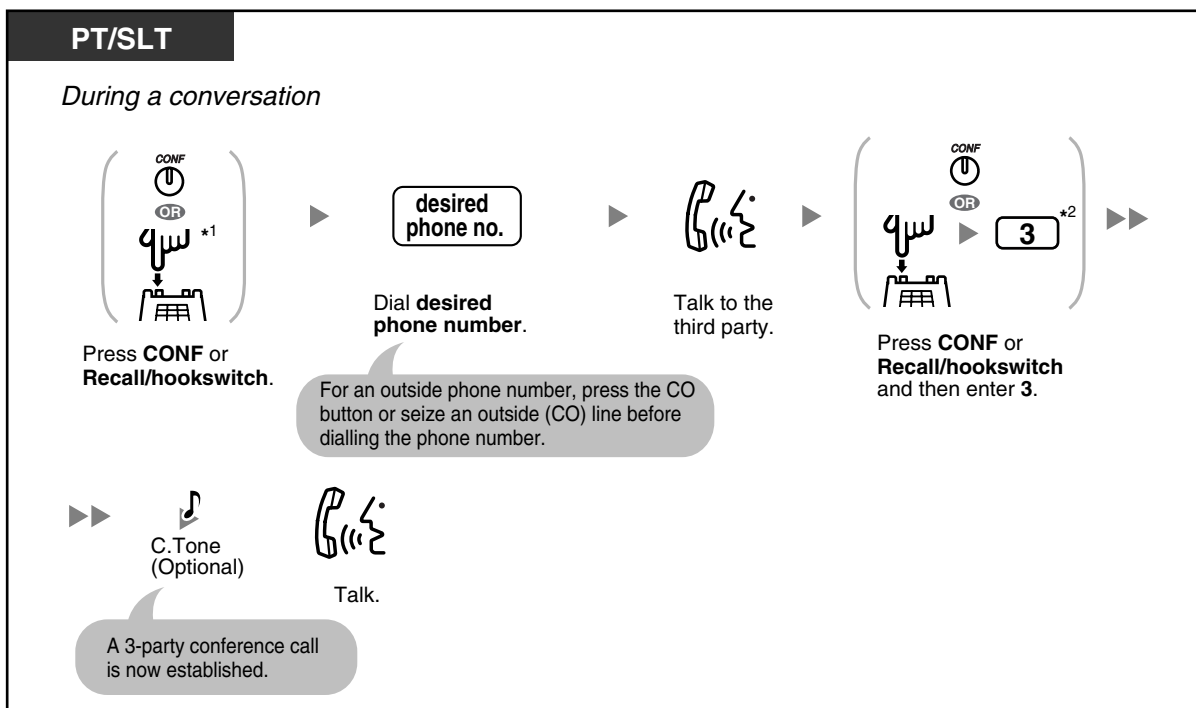 PT/SLT
During a conversation
CONF
OR
*1
Press CONF or
Recall/hookswitch.
desired
phone no.
Dial desired
phone number.
For an outside phone number, press the CO
button or seize an outside (CO) line before
dialling the phone number.
Talk to the
third party.
CONF
OR
3
*2
Press CONF or
Recall/hookswitch
and then enter 3.
C.Tone
(Optional)
A 3-party conference call
is now established.
Talk.